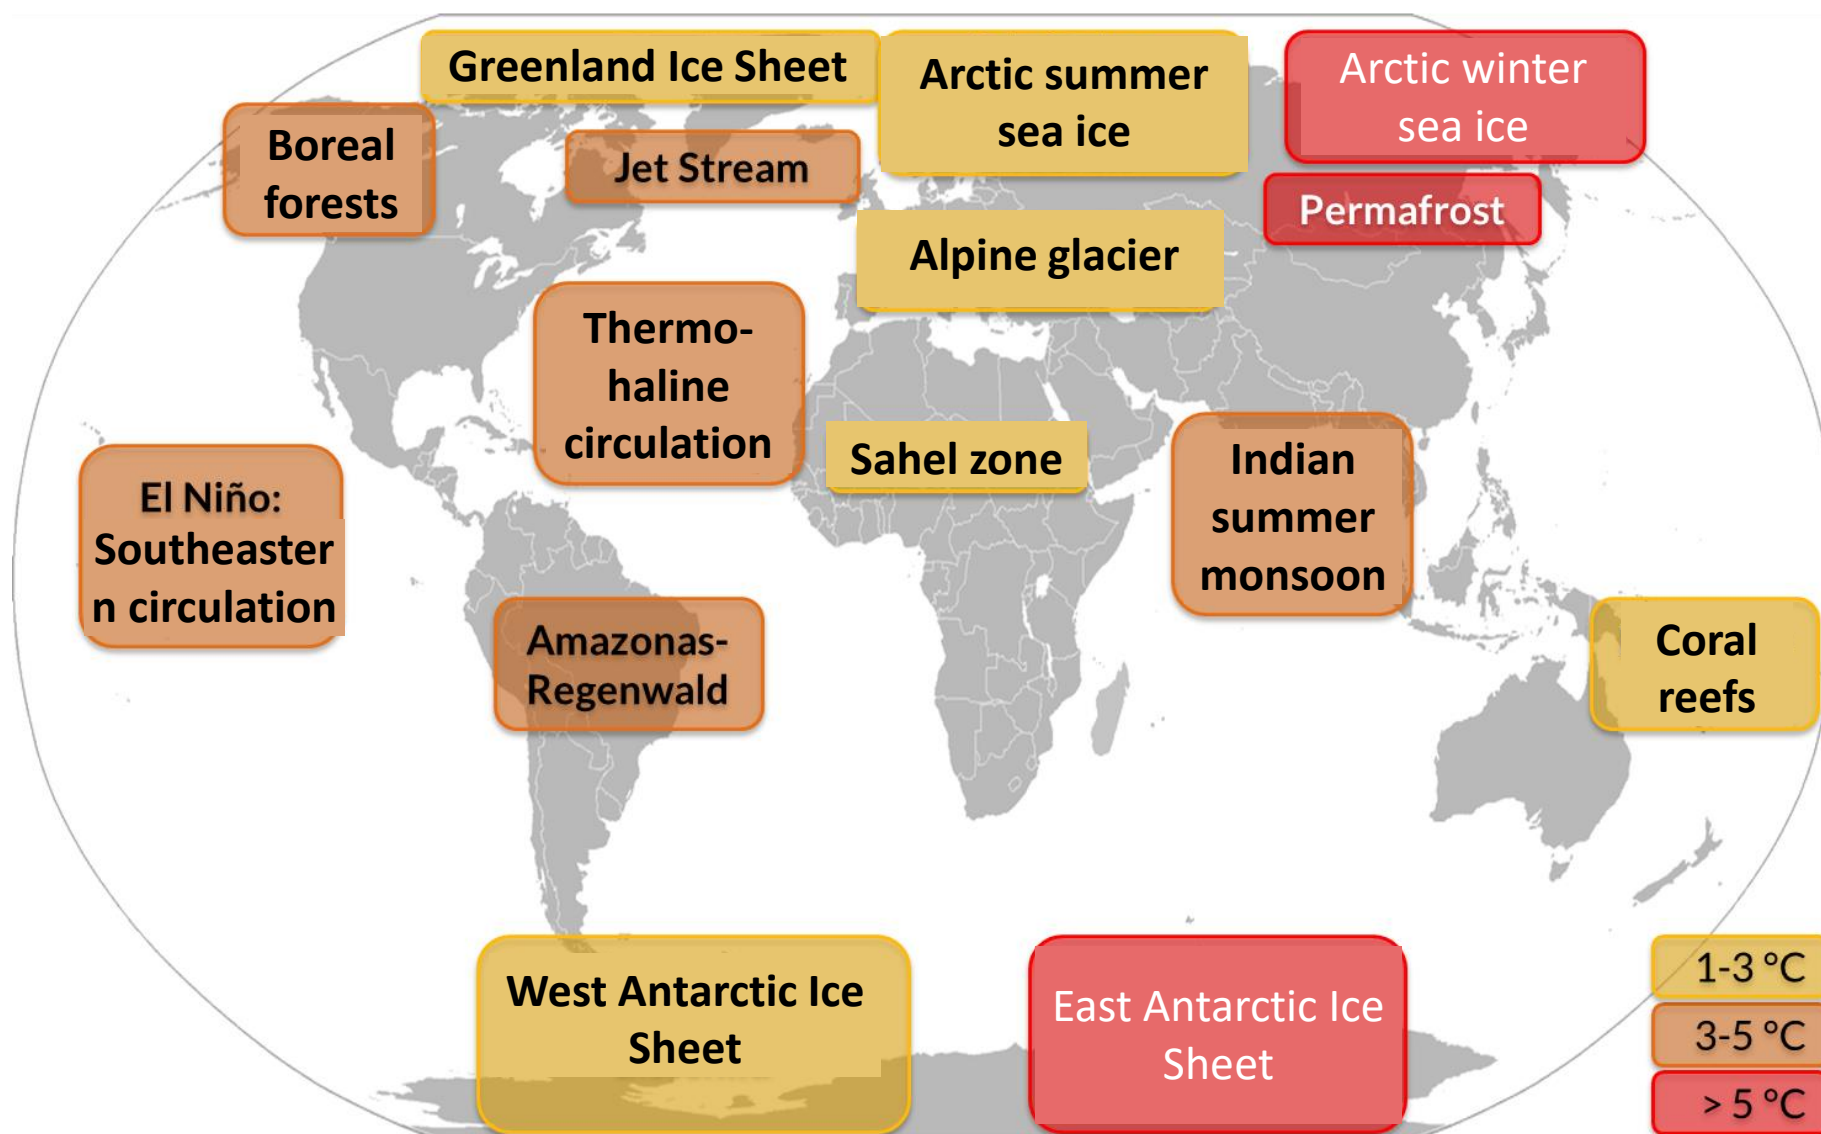 Greenland Ice Sheet
Arctic summer
sea ice
Arctic winter
sea ice
Boreal
forests
Jet Stream
Permafrost
Alpine glacier
Thermo-
haline
circulation
Sahel zone
Indian
summer
monsoon
El Niño:
Southeaster
n circulation
Amazonas-
Regenwald
Coral
reefs
West Antarctic Ice
Sheet
East Antarctic Ice
Sheet
1-3 °C
3-5 °C
> 5 °C